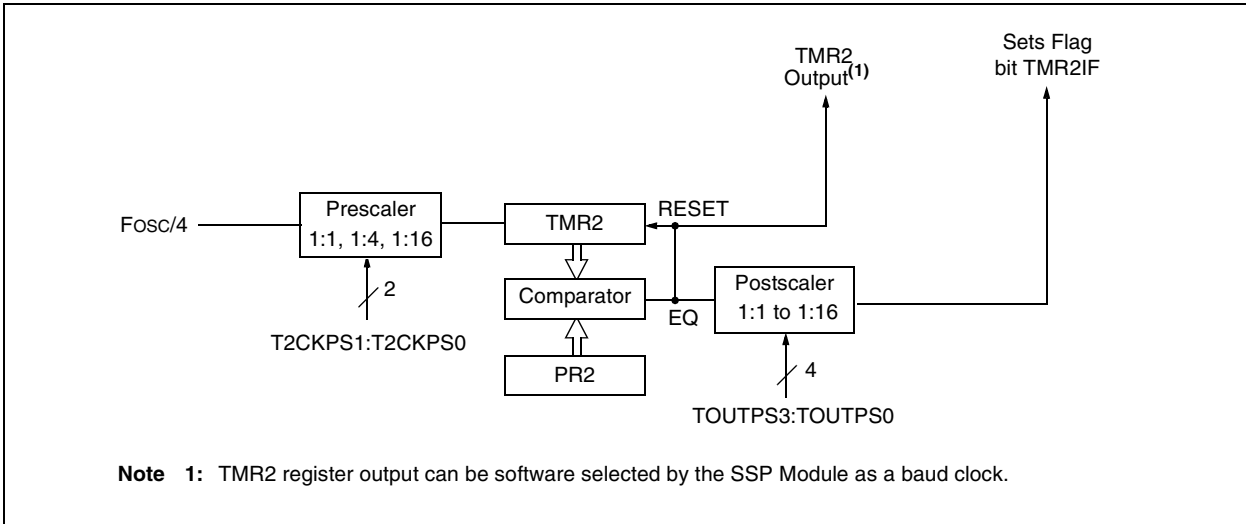 TMR2
Output(1)
Sets Flag
bit TMR2IF
FOSC/4
Prescaler
1:1, 1:4, 1:16
2
T2CKPS1:T2CKPS0
TMR2
RESET
Comparator
EQ
PR2
Postscaler
1:1 to 1:16
4
TOUTPS3:TOUTPS0
Note 1: TMR2 register output can be software selected by the SSP Module as a baud clock.